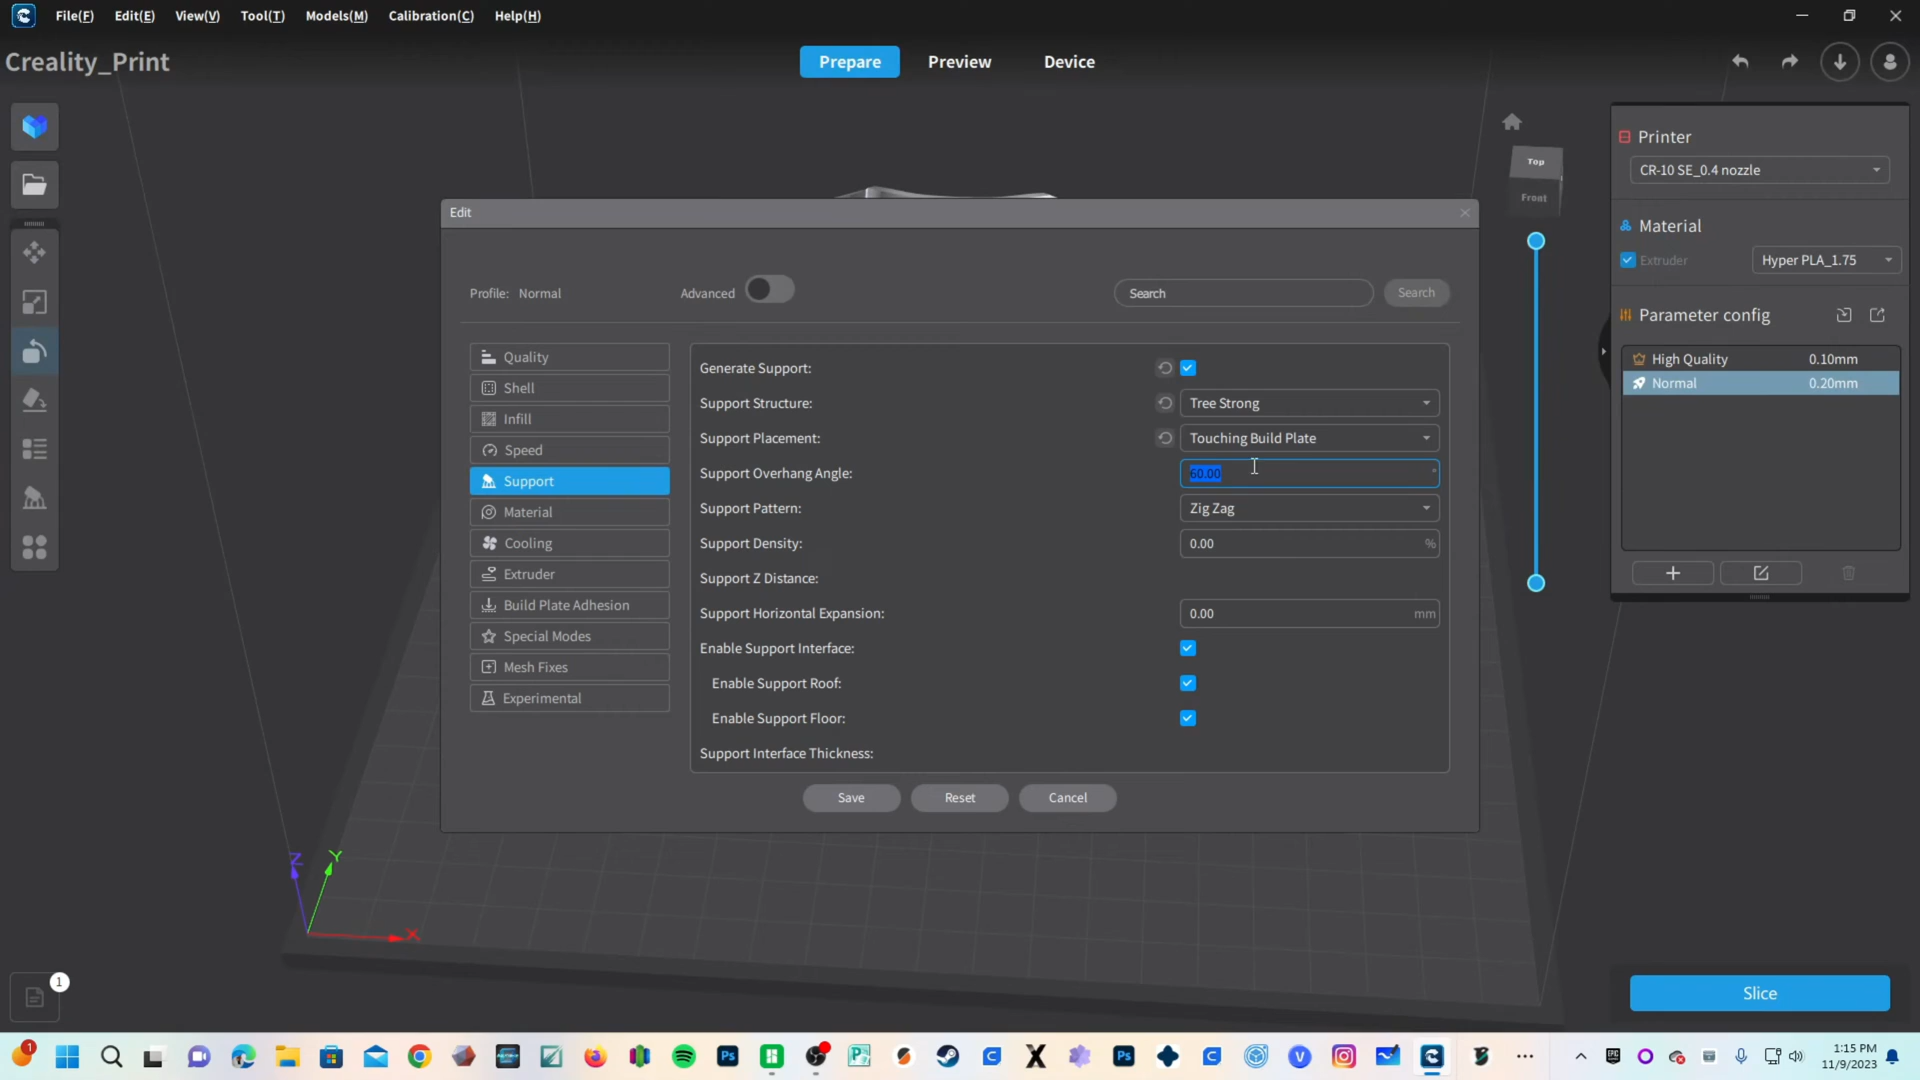 File(F) Edit(E) View(V) Tool(T) Models(M) Calibration(C) Help(H)
Creality_Print
Prepare Preview Device
Top
Front
Printer
CR-10 SE_0.4 nozzle
Material
Extruder Hyper PLA_1.75
Parameter config
High Quality 0.10mm
Normal 0.20mm
Slice
Edit
Profile: Normal Advanced Search Search
Quality
Shell
Infill
Speed
Support
Material
Cooling
Extruder
Build Plate Adhesion
Special Modes
Mesh Fixes
Experimental
Generate Support:
Support Structure: Tree Strong
Support Placement: Touching Build Plate
Support Overhang Angle: 60.00 °
Support Pattern: Zig Zag
Support Density: 0.00 %
Support Z Distance:
Support Horizontal Expansion: 0.00 mm
Enable Support Interface:
Enable Support Roof:
Enable Support Floor:
Support Interface Thickness:
Save Reset Cancel
Z Y X
1
1
Ps Ps
1:15 PM
11/9/2023